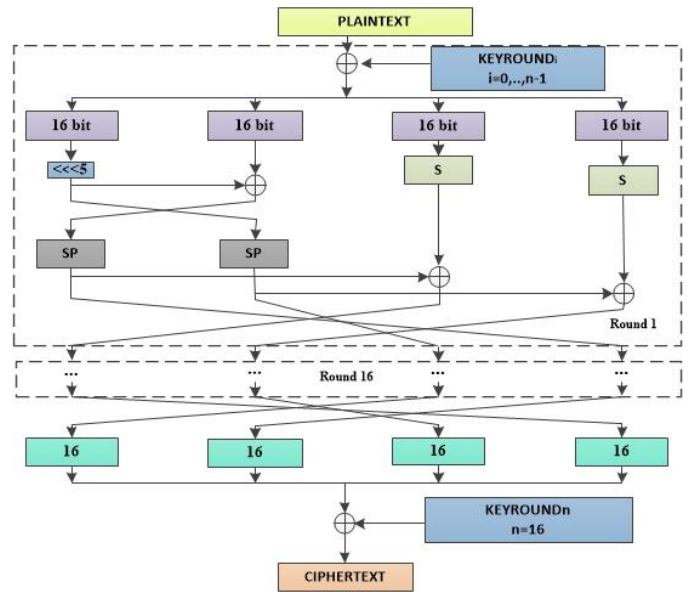 PLAINTEXT
KEYROUNDi
i=0,..,n-1
16 bit
16 bit
16 bit
16 bit
<<<5
S
S
SP
SP
Round 1
...
...
...
...
Round 16
16
16
16
16
KEYROUNDn
n=16
CIPHERTEXT